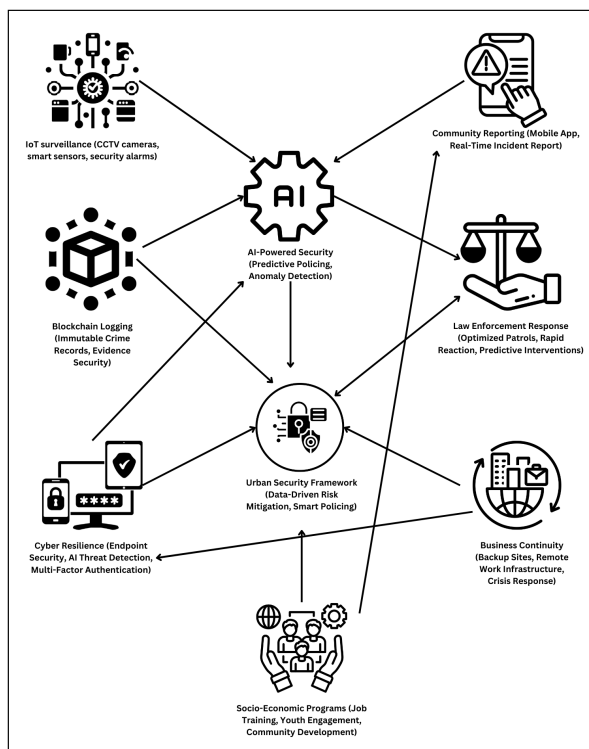 IoT surveillance (CCTV cameras,
smart sensors, security alarms)
Community Reporting (Mobile App,
Real-Time Incident Report)
AI
AI-Powered Security
(Predictive Policing,
Anomaly Detection)
Blockchain Logging
(Immutable Crime
Records, Evidence
Security)
Law Enforcement Response
(Optimized Patrols, Rapid
Reaction, Predictive Interventions)
Urban Security Framework
(Data-Driven Risk
Mitigation, Smart Policing)
****
Cyber Resilience (Endpoint
Security, AI Threat Detection,
Multi-Factor Authentication)
Business Continuity
(Backup Sites, Remote
Work Infrastructure,
Crisis Response)
Socio-Economic Programs (Job
Training, Youth Engagement,
Community Development)